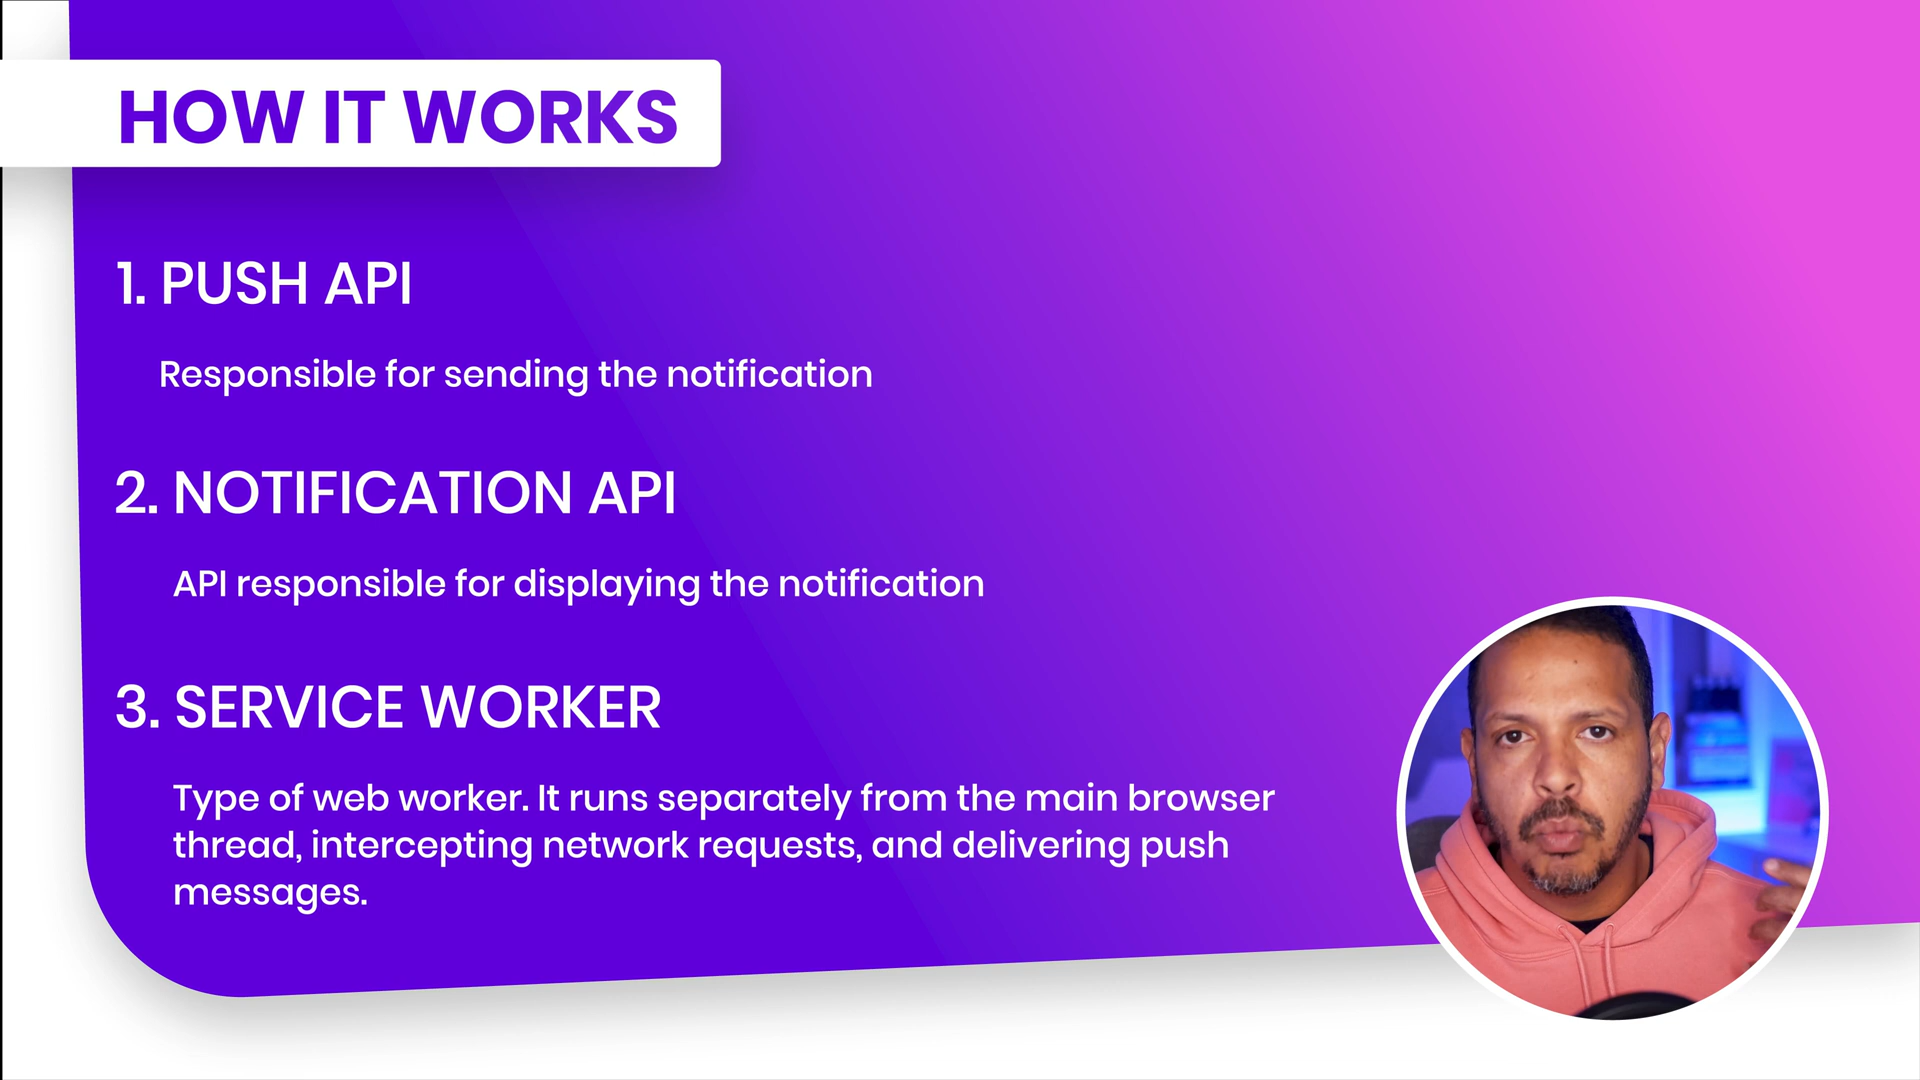 HOW IT WORKS
1. PUSH API
Responsible for sending the notification
2. NOTIFICATION API
API responsible for displaying the notification
3. SERVICE WORKER
Type of web worker. It runs separately from the main browser
thread, intercepting network requests, and delivering push
messages.